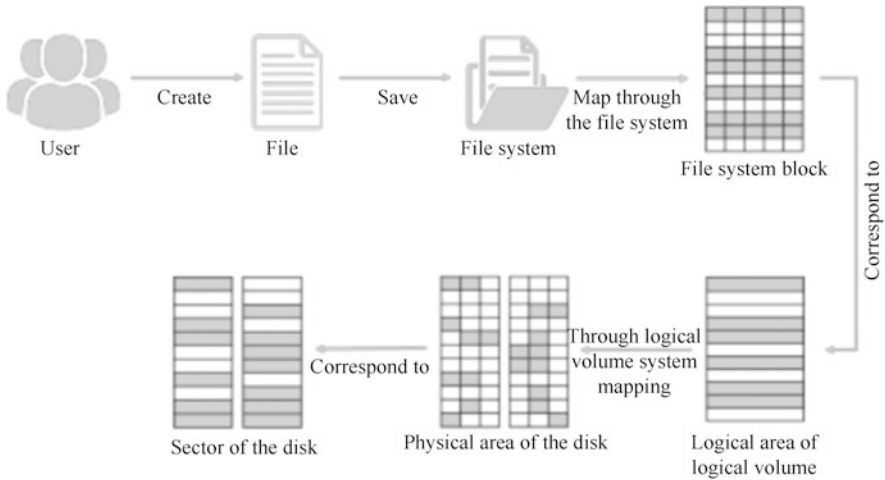 Create
Save
Map through
the file system
User
File
File system
File system block
Correspond to
Through logical
volume system
mapping
Correspond to
Sector of the disk
Physical area of the disk
Logical area of
logical volume